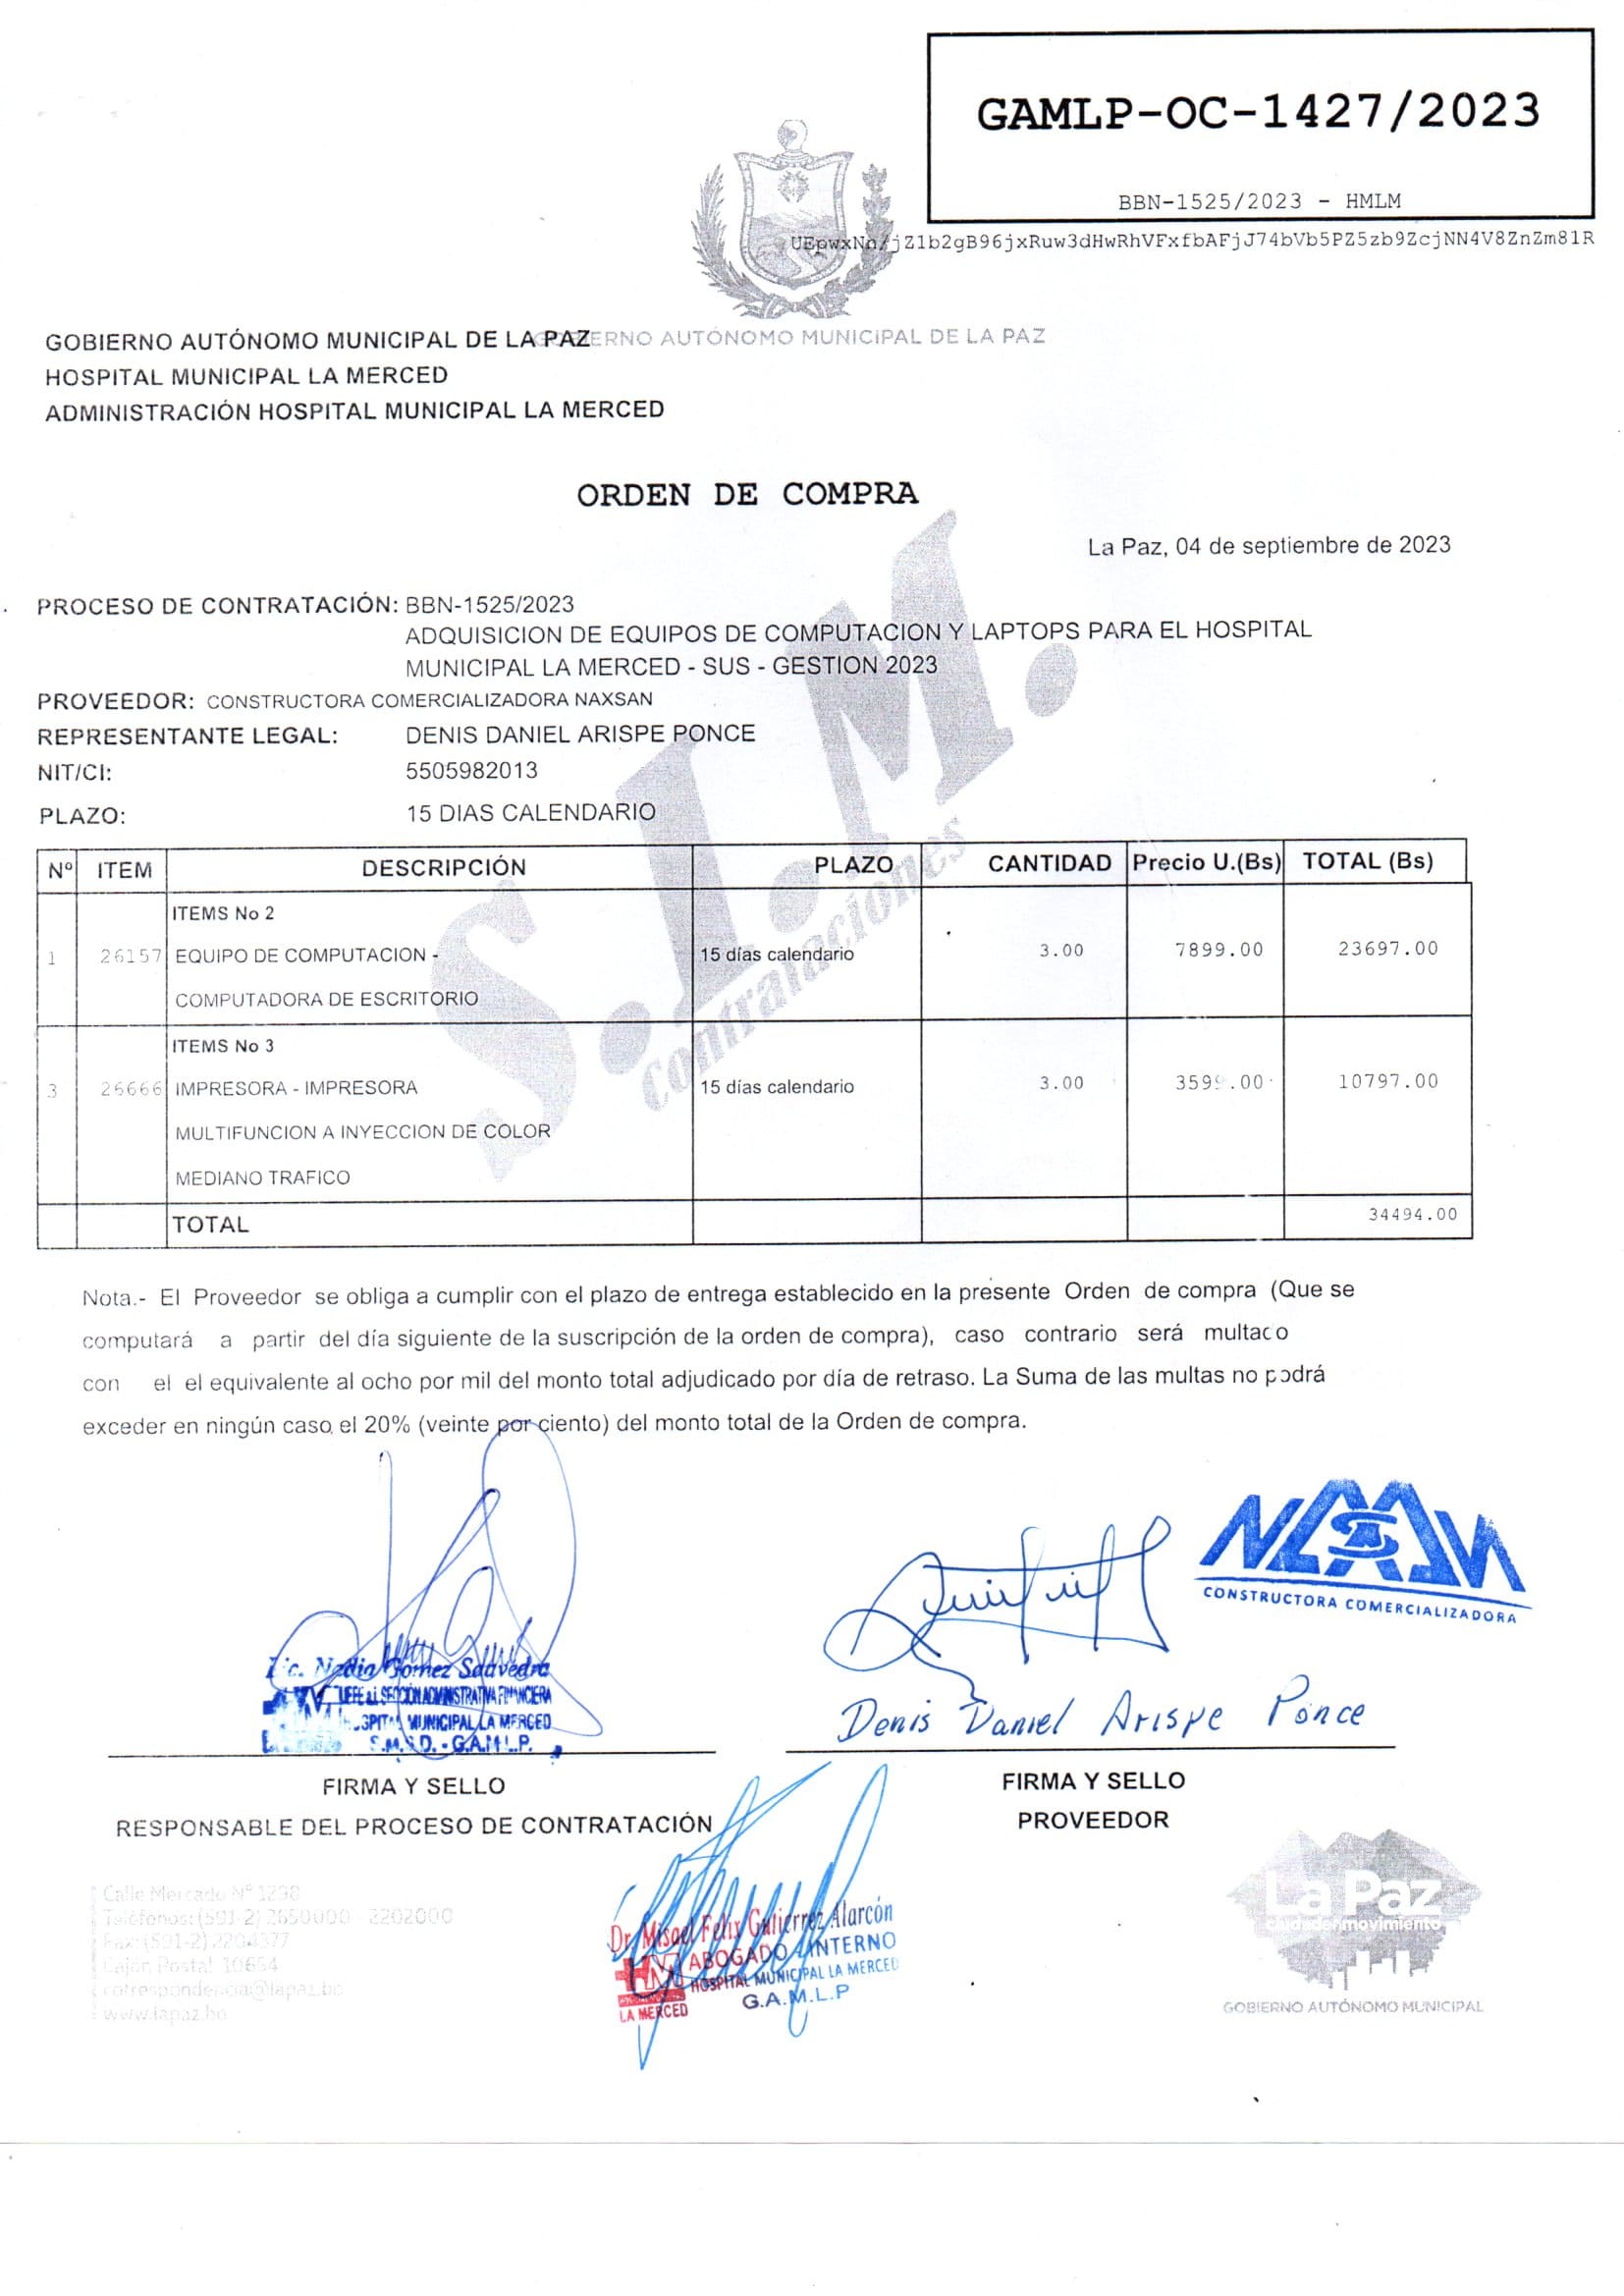 GAMLP-OC-1427/2023
BBN-1525/2023 - HMLM
UEpwxNp/jZ1b2gB96jxRuw3dHwRhVFxfbAFjJ74bVb5PZ5zb9ZcjNN4V8ZnZm81R
GOBIERNO AUTÓNOMO MUNICIPAL DE LA PAZ
GOBIERNO AUTÓNOMO MUNICIPAL DE LA PAZ
HOSPITAL MUNICIPAL LA MERCED
ADMINISTRACIÓN HOSPITAL MUNICIPAL LA MERCED
ORDEN DE COMPRA
La Paz, 04 de septiembre de 2023
PROCESO DE CONTRATACIÓN: BBN-1525/2023
ADQUISICION DE EQUIPOS DE COMPUTACION Y LAPTOPS PARA EL HOSPITAL
MUNICIPAL LA MERCED - SUS - GESTION 2023
PROVEEDOR: CONSTRUCTORA COMERCIALIZADORA NAXSAN
REPRESENTANTE LEGAL: DENIS DANIEL ARISPE PONCE
NIT/CI: 5505982013
PLAZO: 15 DIAS CALENDARIO
S.I.M.
Contrataciones
Nº ITEM DESCRIPCIÓN PLAZO CANTIDAD Precio U.(Bs) TOTAL (Bs)
ITEMS No 2
1 26157 EQUIPO DE COMPUTACION - 15 días calendario 3.00 7899.00 23697.00
COMPUTADORA DE ESCRITORIO
ITEMS No 3
3 26666 IMPRESORA - IMPRESORA 15 días calendario 3.00 3599.00 10797.00
MULTIFUNCION A INYECCION DE COLOR
MEDIANO TRAFICO
TOTAL 34494.00
Nota.- El Proveedor se obliga a cumplir con el plazo de entrega establecido en la presente Orden de compra (Que se
computará a partir del día siguiente de la suscripción de la orden de compra), caso contrario será multado
con el el equivalente al ocho por mil del monto total adjudicado por día de retraso. La Suma de las multas no podrá
exceder en ningún caso el 20% (veinte por ciento) del monto total de la Orden de compra.
CONSTRUCTORA COMERCIALIZADORA
Lic. Nadia Gomez Saavedra
JEFE a.i. SECCIÓN ADMINISTRATIVA FINANCIERA
HOSPITAL MUNICIPAL LA MERCED
S.M.S.D. - G.A.M.L.P.
Denis Daniel Arispe Ponce
FIRMA Y SELLO
RESPONSABLE DEL PROCESO DE CONTRATACIÓN
FIRMA Y SELLO
PROVEEDOR
Calle Mercado Nº 1298
Teléfonos: (591-2) 2650000 - 2202000
Fax: (591-2) 2204377
Cajón Postal 10654
correspondencia@lapaz.bo
www.lapaz.bo
Dr. Misael Felix Gutierrez Alarcón
ABOGADO INTERNO
HOSPITAL MUNICIPAL LA MERCED
G.A.M.L.P
LA MERCED
La Paz
ciudadenmovimiento
GOBIERNO AUTÓNOMO MUNICIPAL